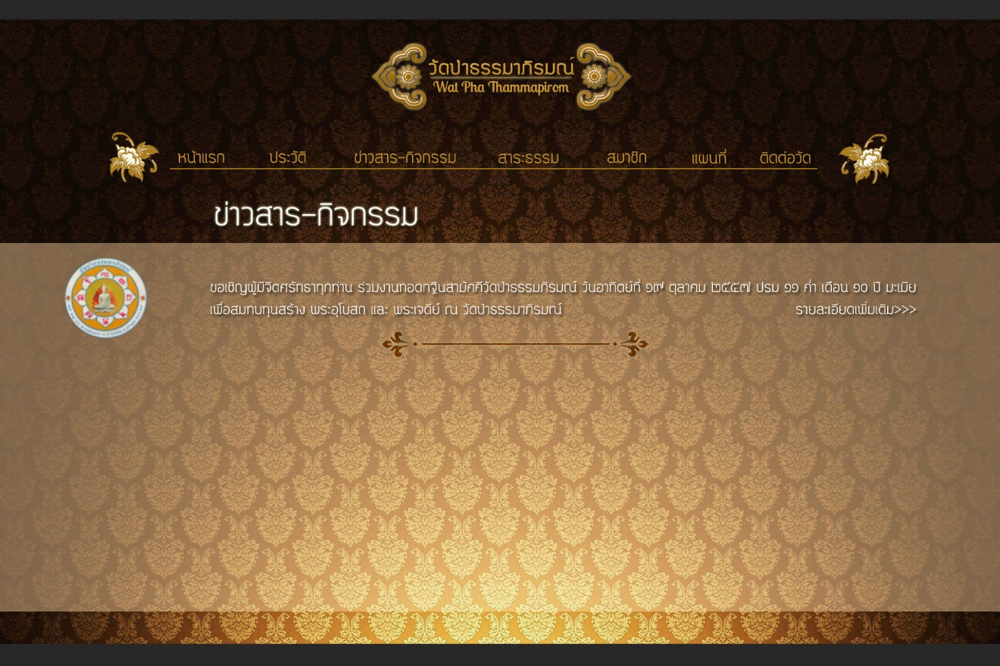 วัดป่าธรรมาภิรมณ์
Wat Pha Thammapirom
หน้าแรก ประวัติ ข่าวสาร-กิจกรรม สาระธรรม สมาชิก แผนที่ ติดต่อวัด
ข่าวสาร-กิจกรรม
ขอเชิญผู้มีจิตศรัทธาทุกท่าน ร่วมงานทอดกฐินสามัคคีวัดป่าธรรมภิรมณ์ วันอาทิตย์ที่ ๑๙ ตุลาคม ๒๕๕๗ ปรม ๑๑ ค่ำ เดือน ๑๐ ปี มะเมีย
เพื่อสมทบทุนสร้าง พระอุโบสถ และ พระเจดีย์ ณ วัดป่าธรรมาภิรมณ์ รายละเอียดเพิ่มเติม>>>